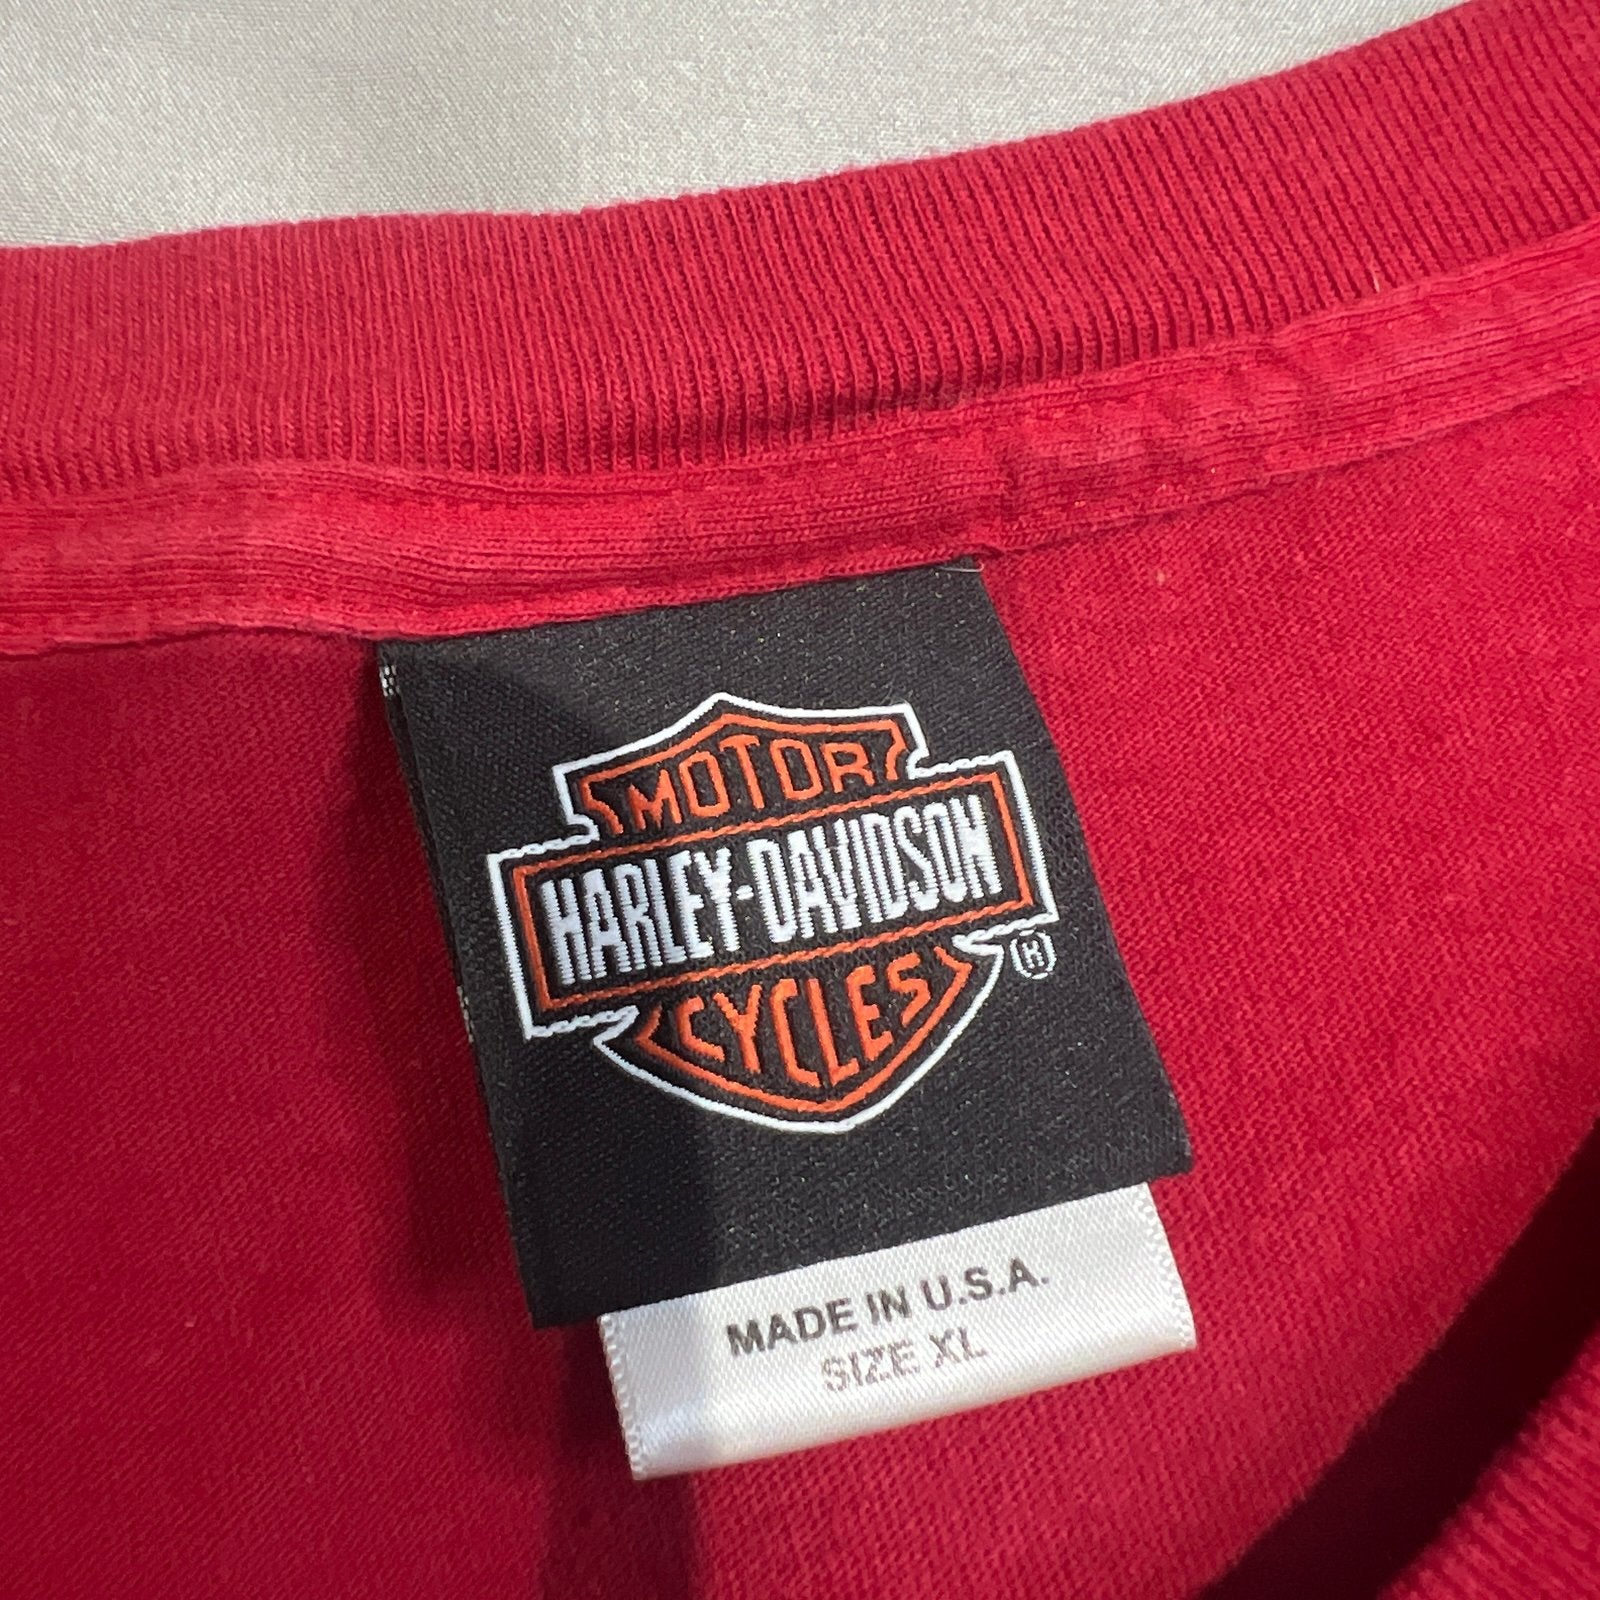 MOTOR
HARLEY-DAVIDSON
CYCLES
®
MADE IN U.S.A.
SIZE XL